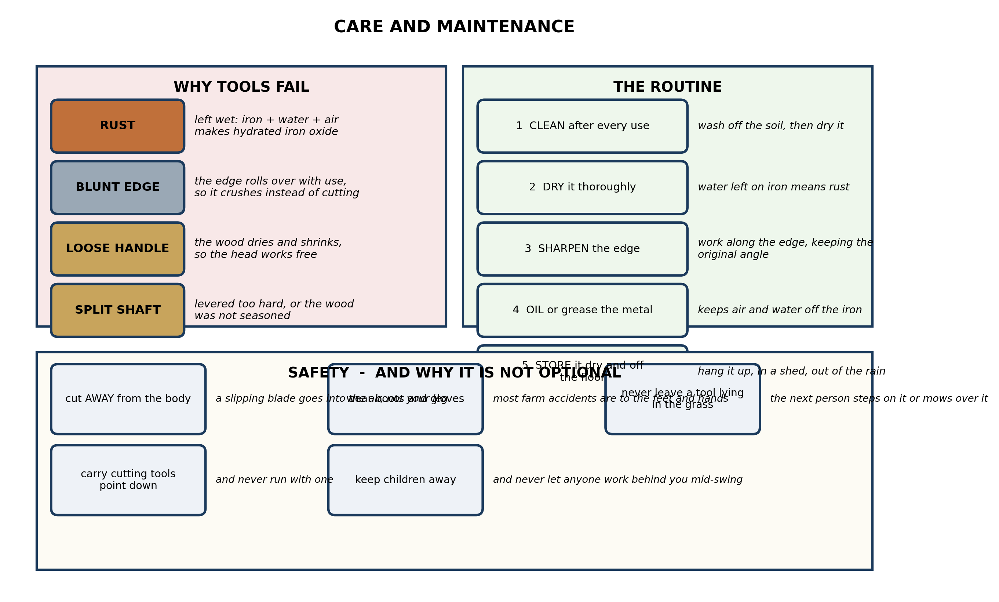 CARE AND MAINTENANCE
WHY TOOLS FAIL
RUST
left wet: iron + water + air
makes hydrated iron oxide
BLUNT EDGE
the edge rolls over with use,
so it crushes instead of cutting
LOOSE HANDLE
the wood dries and shrinks,
so the head works free
SPLIT SHAFT
levered too hard, or the wood
was not seasoned
THE ROUTINE
1 CLEAN after every use
wash off the soil, then dry it
2 DRY it thoroughly
water left on iron means rust
3 SHARPEN the edge
work along the edge, keeping the
original angle
4 OIL or grease the metal
keeps air and water off the iron
5 STORE it dry and off
the floor
hang it up, in a shed, out of the rain
SAFETY - AND WHY IT IS NOT OPTIONAL
cut AWAY from the body
a slipping blade goes into the air, not your leg
wear boots and gloves
most farm accidents are to the feet and hands
never leave a tool lying
in the grass
the next person steps on it or mows over it
carry cutting tools
point down
and never run with one
keep children away
and never let anyone work behind you mid-swing